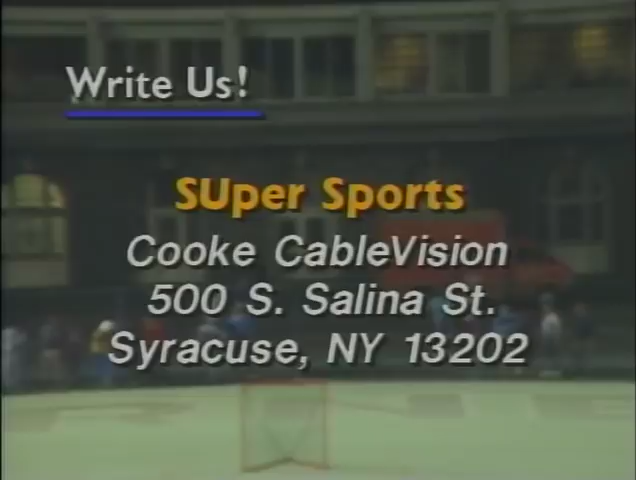 Write Us!
SUper Sports
Cooke CableVision
500 S. Salina St.
Syracuse, NY 13202